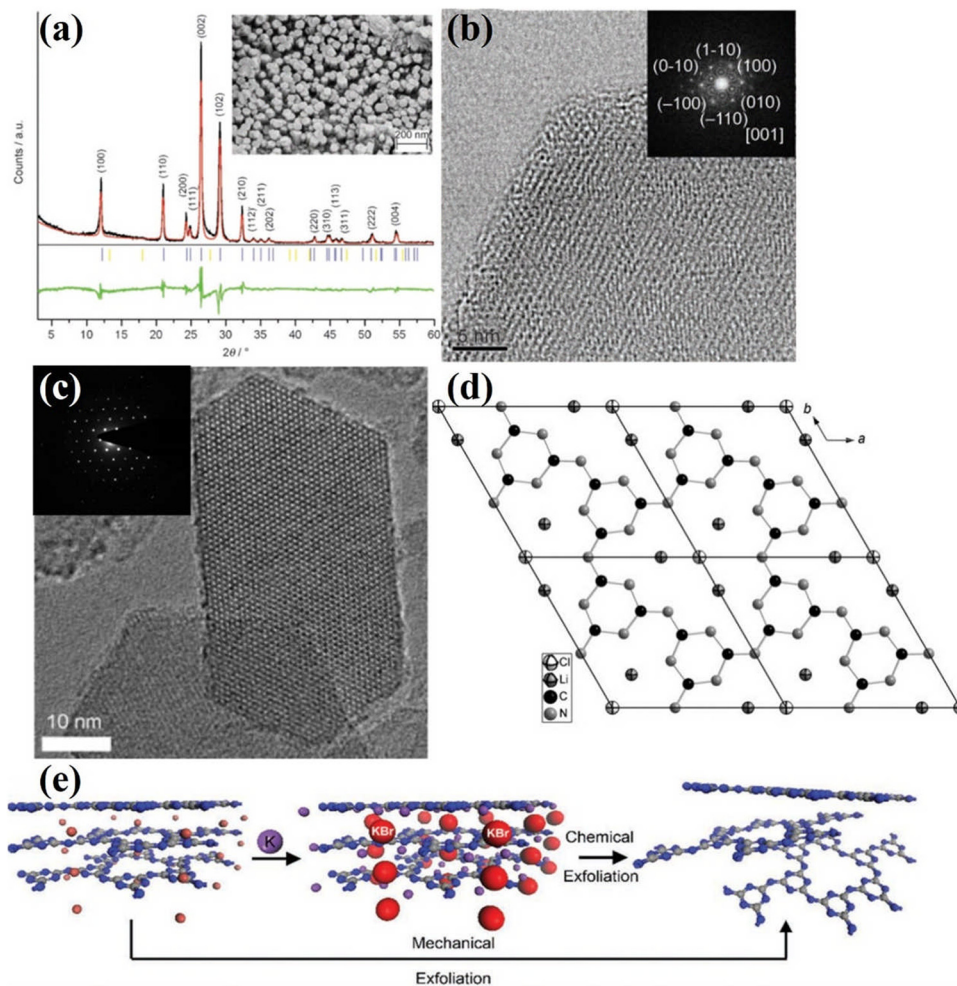 (a)
Counts / a.u.
(100)
(110)
(200)
(111)
(002)
(102)
(210)
(112)
(211)
(202)
(220)
(310)
(113)
(311)
(222)
(004)
200 nm
5 10 15 20 25 30 35 40 45 50 55 60
2θ / °
(b)
(1-10)
(0-10) (100)
(–100) (010)
(–110)
[001]
5 nm
(c)
10 nm
(d)
b
a
Cl
Li
C
N
(e)
K
KBr KBr
Chemical
Exfoliation
Mechanical
Exfoliation